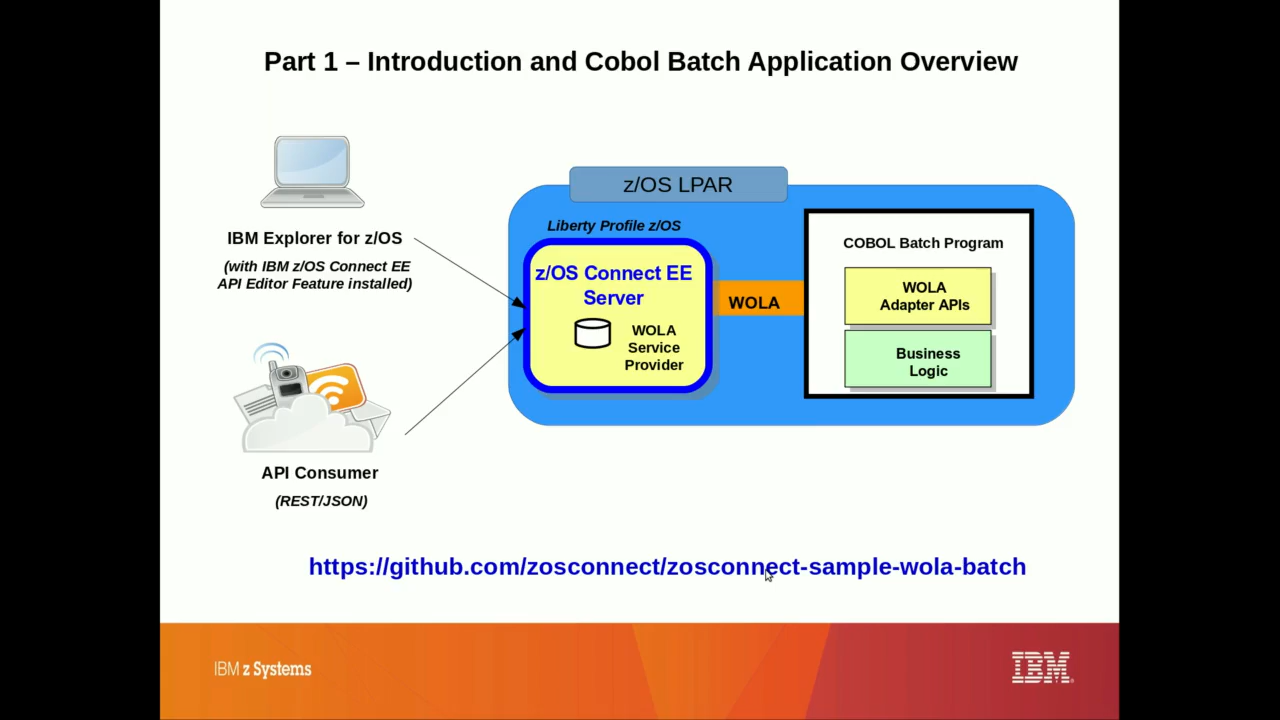 Part 1 – Introduction and Cobol Batch Application Overview
z/OS LPAR
IBM Explorer for z/OS
(with IBM z/OS Connect EE
API Editor Feature installed)
Liberty Profile z/OS
z/OS Connect EE
Server
WOLA
Service
Provider
WOLA
COBOL Batch Program
WOLA
Adapter APIs
Business
Logic
API Consumer
(REST/JSON)
https://github.com/zosconnect/zosconnect-sample-wola-batch
IBM z Systems
IBM